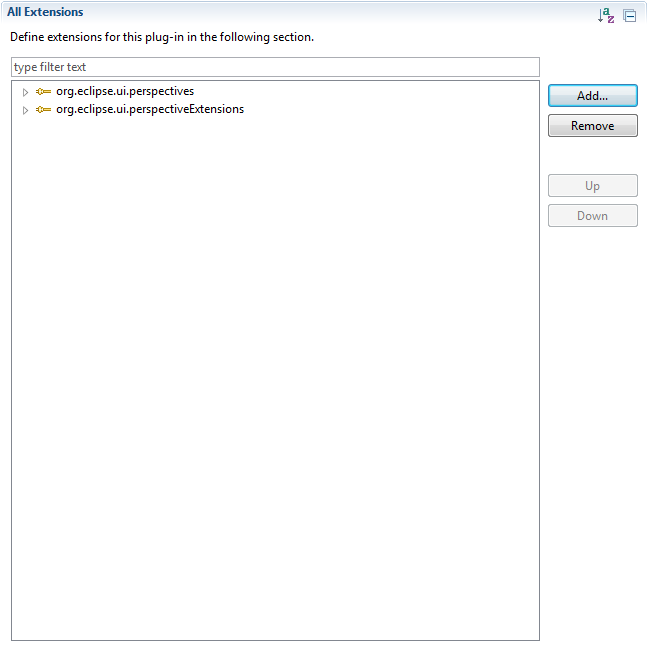 All Extensions
Define extensions for this plug-in in the following section.
type filter text
org.eclipse.ui.perspectives
org.eclipse.ui.perspectiveExtensions
Add...
Remove
Up
Down